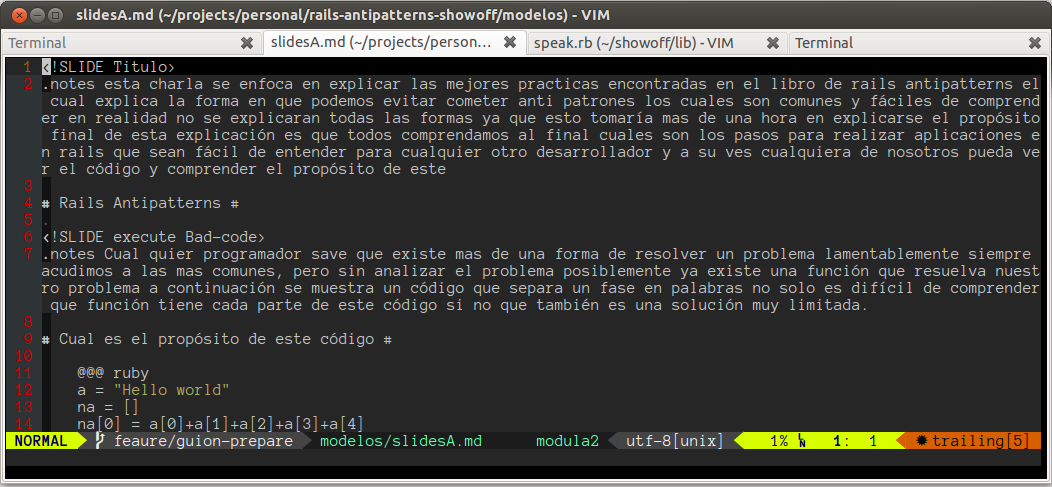 slidesA.md (~/projects/personal/rails-antipatterns-showoff/modelos) - VIM
Terminal
slidesA.md (~/projects/person...
speak.rb (~/showoff/lib) - VIM
Terminal
1 <!SLIDE Titulo>
2 .notes esta charla se enfoca en explicar las mejores practicas encontradas en el libro de rails antipatterns el
cual explica la forma en que podemos evitar cometer anti patrones los cuales son comunes y fáciles de comprend
er en realidad no se explicaran todas las formas ya que esto tomaría mas de una hora en explicarse el propósito
final de esta explicación es que todos comprendamos al final cuales son los pasos para realizar aplicaciones e
n rails que sean fácil de entender para cualquier otro desarrollador y a su ves cualquiera de nosotros pueda ve
r el código y comprender el propósito de este
3
4 # Rails Antipatterns #
5
6 <!SLIDE execute Bad-code>
7 .notes Cual quier programador save que existe mas de una forma de resolver un problema lamentablemente siempre
acudimos a las mas comunes, pero sin analizar el problema posiblemente ya existe una función que resuelva nuest
ro problema a continuación se muestra un código que separa un fase en palabras no solo es difícil de comprender
que función tiene cada parte de este código si no que también es una solución muy limitada.
8
9 # Cual es el propósito de este código #
10
11 @@@ ruby
12 a = "Hello world"
13 na = []
14 na[0] = a[0]+a[1]+a[2]+a[3]+a[4]
NORMAL feaure/guion-prepare modelos/slidesA.md modula2 utf-8[unix] 1% LN 1: 1 trailing[5]